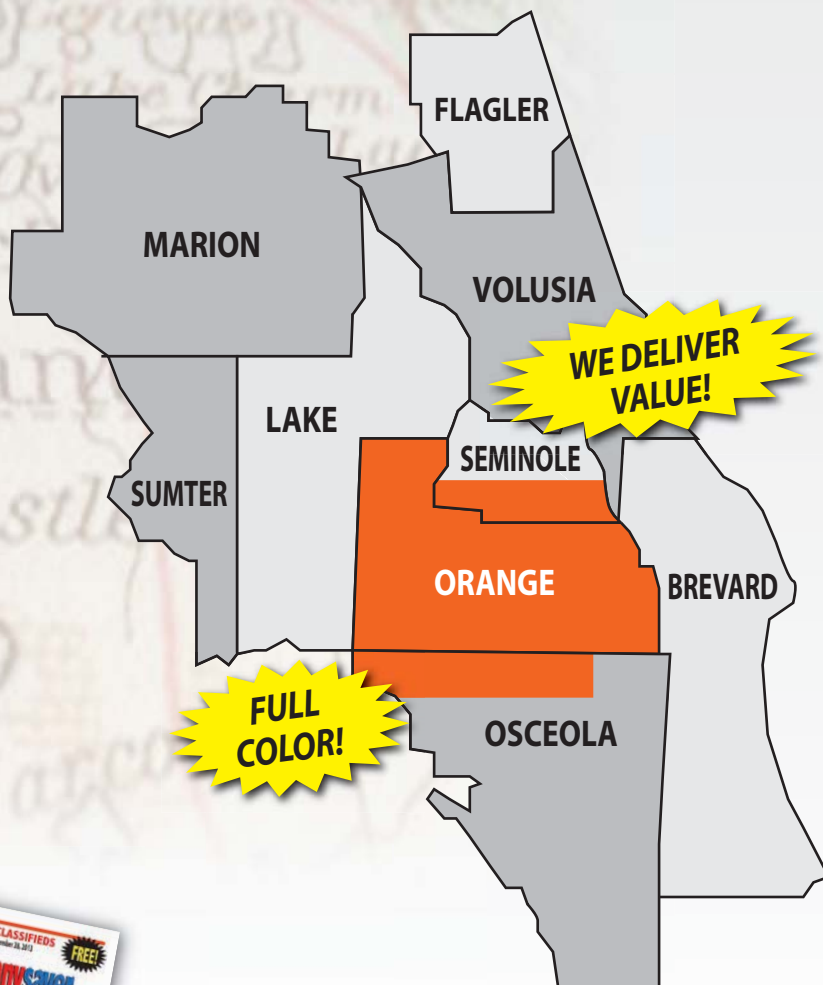 FLAGLER
MARION
VOLUSIA
WE DELIVER
VALUE!
LAKE
SEMINOLE
SUMTER
ORANGE
BREVARD
FULL
COLOR!
OSCEOLA
CLASSIFIEDS
FREE!